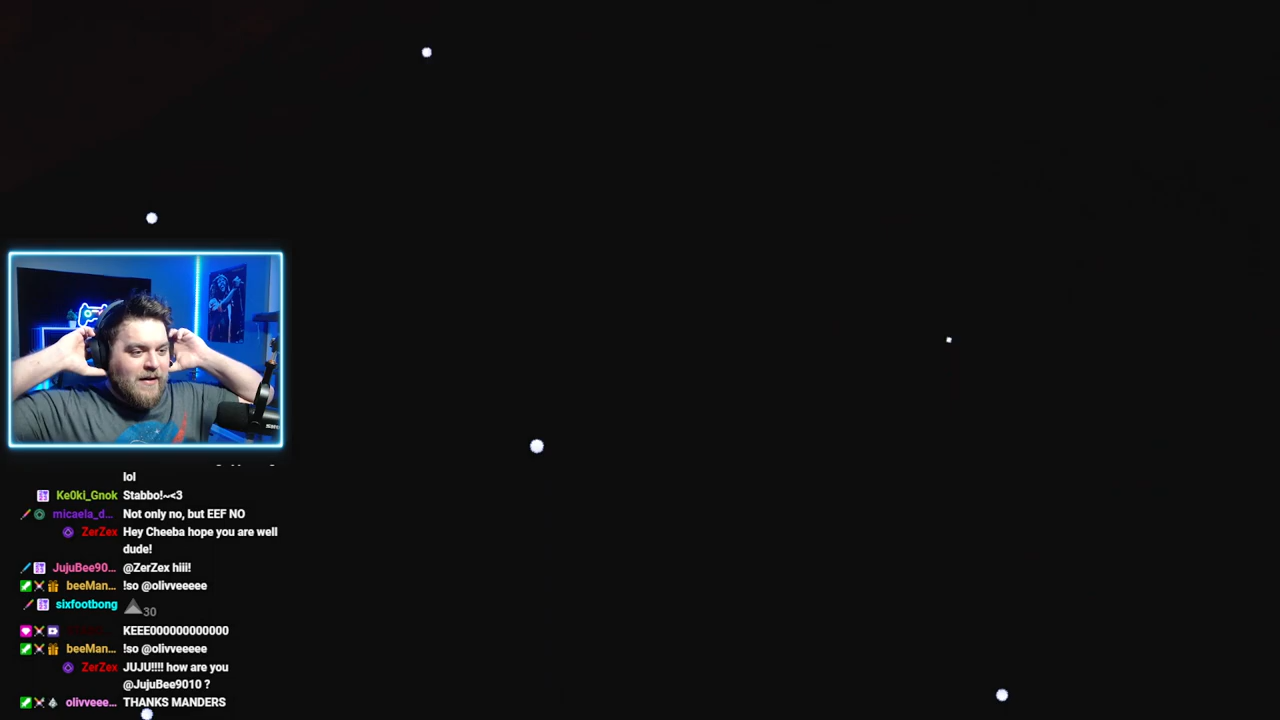 lol
Ke0ki_Gnok Stabbo!~<3
micaela_d... Not only no, but EEF NO
ZerZex Hey Cheeba hope you are well
dude!
JujuBee90... @ZerZex hiii!
beeMan... !so @olivveeeee
sixfootbong 30
KEEE000000000000
beeMan... !so @olivveeeee
ZerZex JUJU!!!! how are you
@JujuBee9010 ?
olivveee... THANKS MANDERS